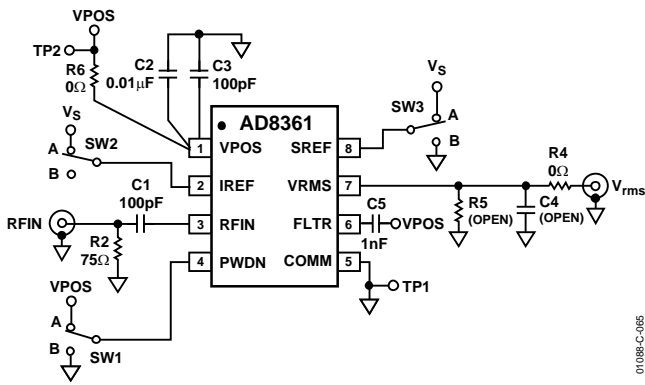 VPOS
TP2
R6
0Ω
C2
0.01μF
C3
100pF
VS
SW2
A
B
AD8361
1 VPOS
2 IREF
3 RFIN
4 PWDN
SREF 8
VRMS 7
FLTR 6
COMM 5
VS
SW3
A
B
C1
100pF
RFIN
R2
75Ω
VPOS
A
B
SW1
C5
1nF
VPOS
TP1
R5
(OPEN)
C4
(OPEN)
R4
0Ω
Vrms
01088-C-065